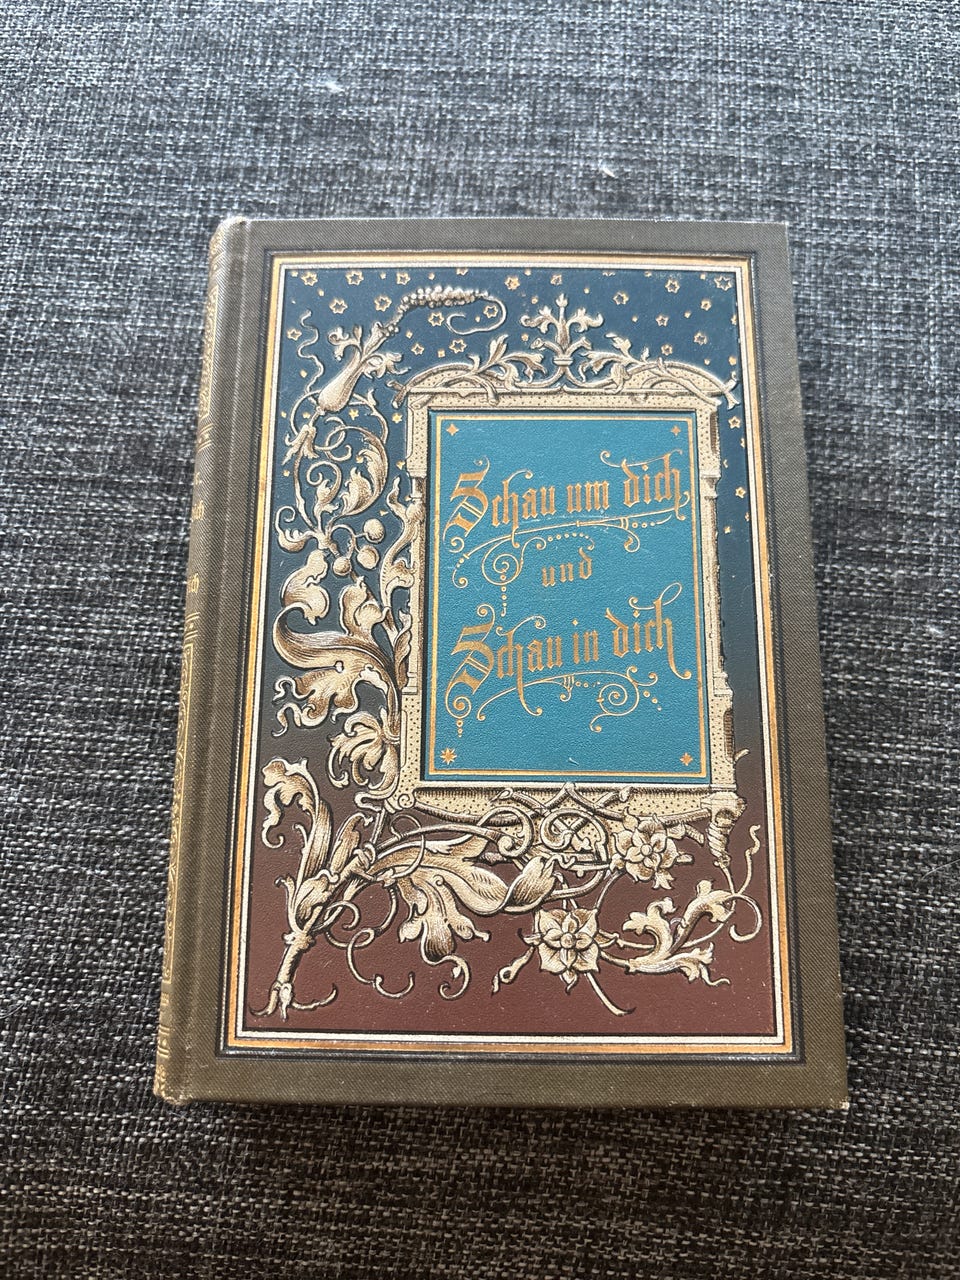 Schau um dich
und
Schau in dich